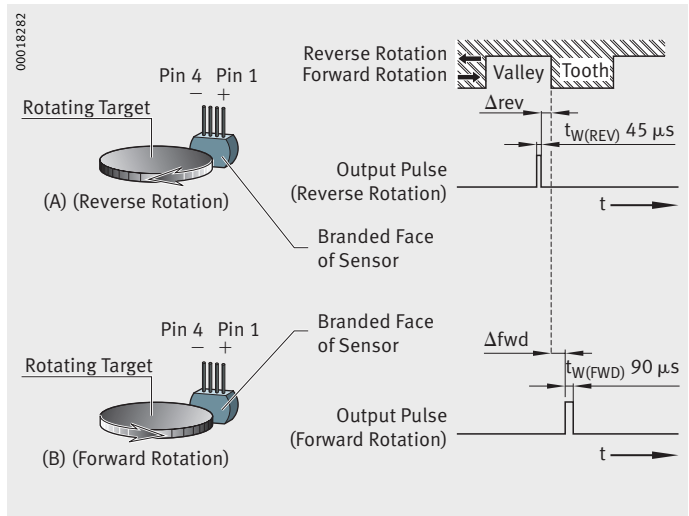 00018282
Pin 4 Pin 1
− +
Rotating Target
(A) (Reverse Rotation)
Branded Face
of Sensor
Reverse Rotation
Forward Rotation
Valley
Tooth
Δrev
tW(REV) 45 μs
Output Pulse
(Reverse Rotation)
t
Pin 4 Pin 1
− +
Rotating Target
(B) (Forward Rotation)
Branded Face
of Sensor
Δfwd
tW(FWD) 90 μs
Output Pulse
(Forward Rotation)
t